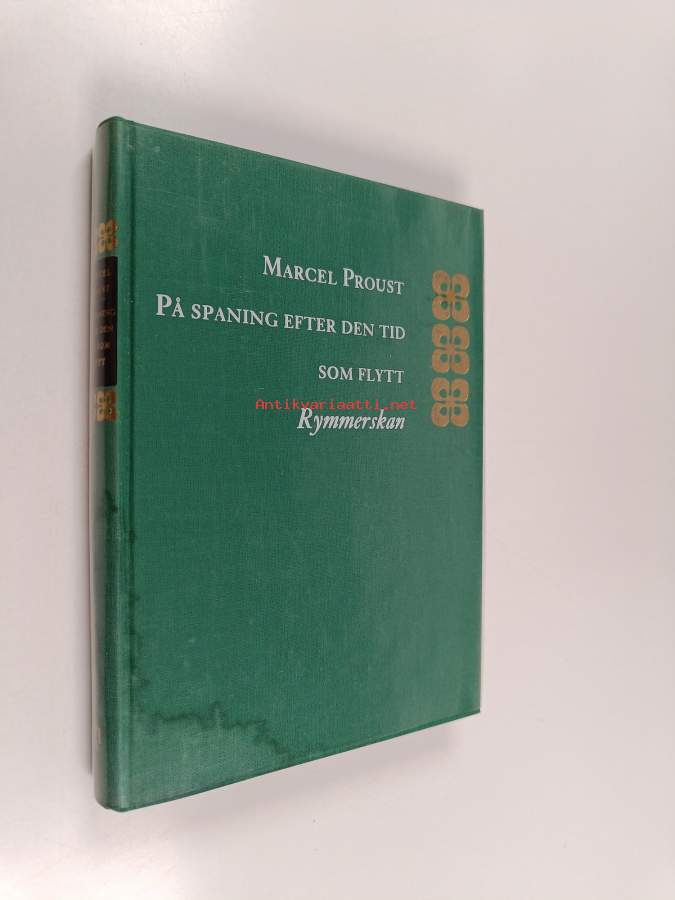 MARCEL PROUST
PÅ SPANING EFTER DEN TID
SOM FLYTT
Antikvariaatti.net
Rymmerskan